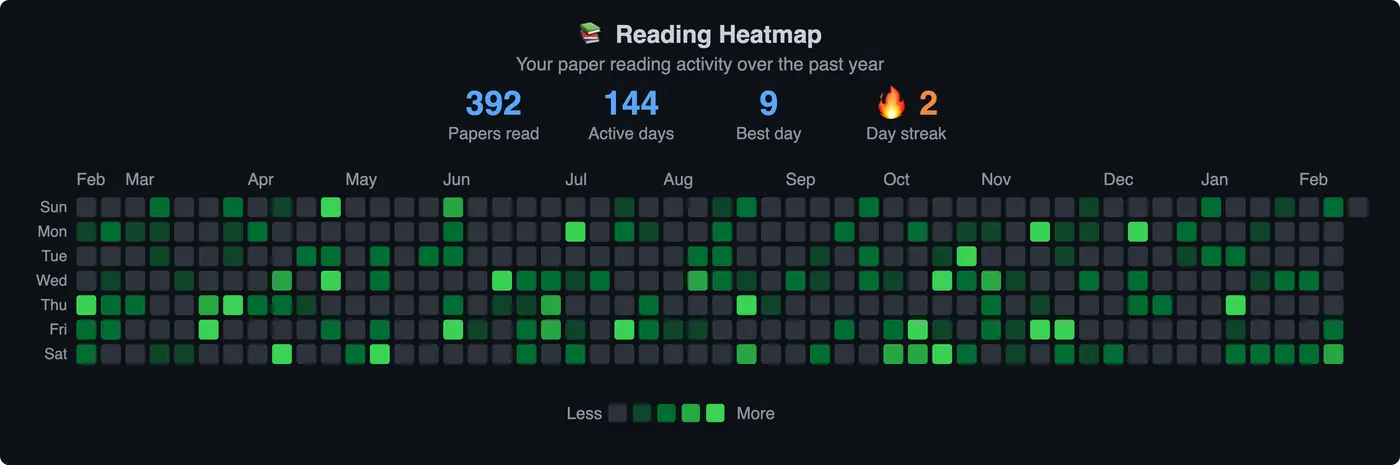 Reading Heatmap
Your paper reading activity over the past year
392 144 9 2
Papers read Active days Best day Day streak
Feb Mar Apr May Jun Jul Aug Sep Oct Nov Dec Jan Feb
Sun
Mon
Tue
Wed
Thu
Fri
Sat
Less More